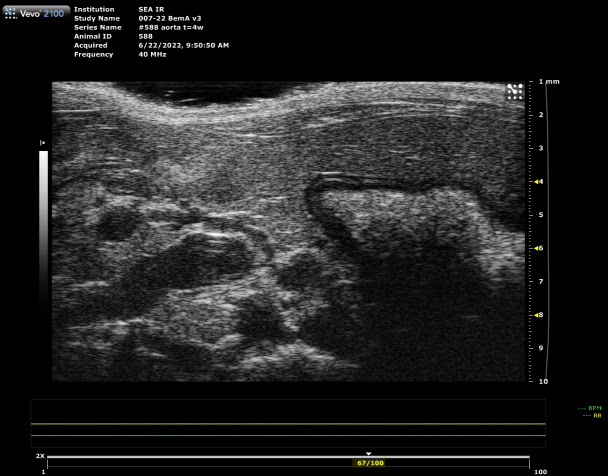 Vevo 2100
Institution SEA IR
Study Name 007-22 BemA v3
Series Name #588 aorta t=4w
Animal ID 588
Acquired 6/22/2022, 9:50:50 AM
Frequency 40 MHz
1 mm
2
3
4
5
6
7
8
9
10
--- BPM
--- RR
2X
67/100
1
100